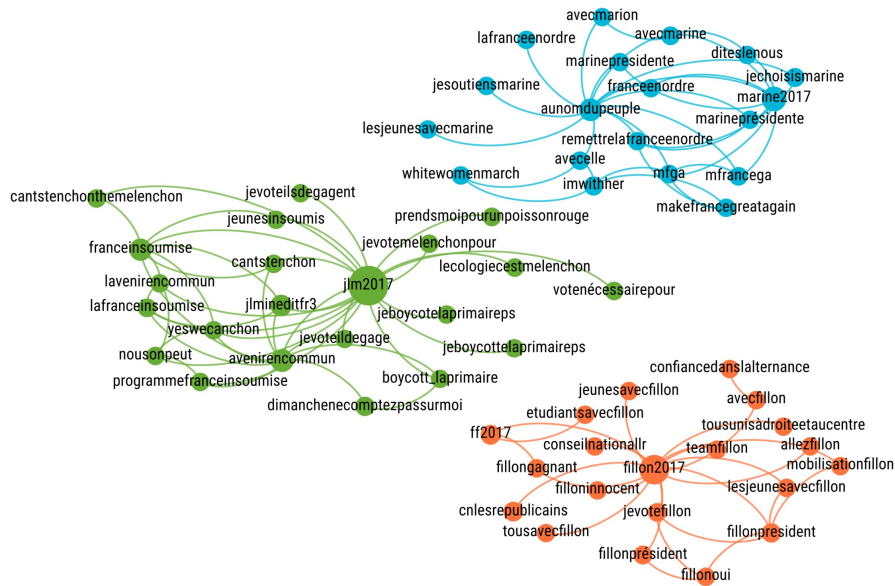 avecmarion
lafranceenordre
avecmarine
diteslenous
marinepresidente
jechoisismarine
jesoutiensmarine
franceenordre
marine2017
aunomdupeuple
marineprésidente
lesjeunesavecmarine
remettrelafranceenordre
avecelle
whitewomenmarch
imwithher
mfga
mfrancega
makefrancegreatagain
cantstenchonthemelenchon
jevoteilsdegagent
jeunesinsoumis
prendsmoipourunpoissonrouge
franceinsoumise
jevotemelenchonpour
cantstenchon
lecologiecestmelenchon
lavenirencommun
jlm2017
votenécessairepour
lafranceinsoumise
jlmineditfr3
jeboycotelaprimaireps
yeswecanchon
jevoteildegage
jeboycottelaprimaireps
nousonpeut
avenirencommun
programmefranceinsoumise
boycott_laprimaire
dimanchenecomptezpassurmoi
confiancedanslalternance
jeunesavecfillon
avecfillon
etudiantsavecfillon
tousunisàdroiteetaucentre
ff2017
conseilnationallr
teamfillon
allezfillon
fillongagnant
fillon2017
mobilisationfillon
filloninnocent
lesjeunesavecfillon
cnlesrepublicains
jevotefillon
tousavecfillon
fillonpresident
fillonprésident
fillonoui